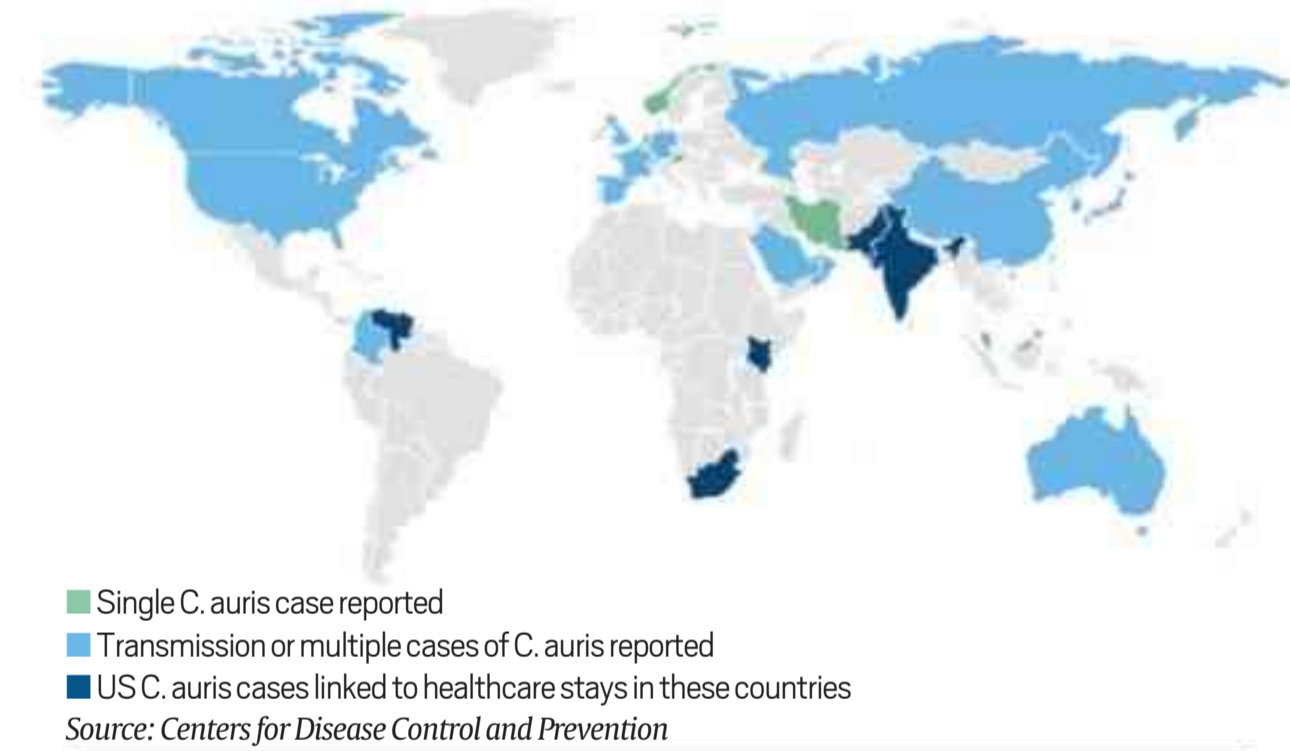 Single C. auris case reported
Transmission or multiple cases of C. auris reported
US C. auris cases linked to healthcare stays in these countries
Source: Centers for Disease Control and Prevention